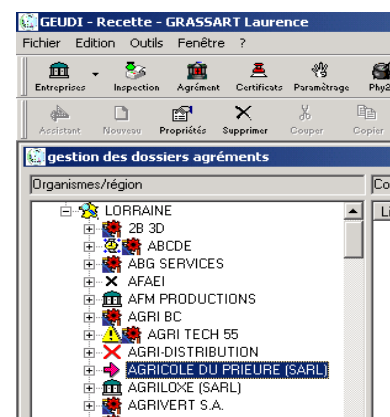 GEUDI - Recette - GRASSART Laurence
Fichier Edition Outils Fenêtre ?
Entreprises Inspection Agrément Certificats Paramètrage Phy2
Assistant Nouveau Propriétés Supprimer Couper Copier
gestion des dossiers agréments
Organismes/région Co
LORRAINE Li
2B 3D
ABCDE
ABG SERVICES
AFAEI
AFM PRODUCTIONS
AGRI BC
AGRI TECH 55
AGRI-DISTRIBUTION
AGRICOLE DU PRIEURE (SARL)
AGRILOXE (SARL)
AGRIVERT S.A.